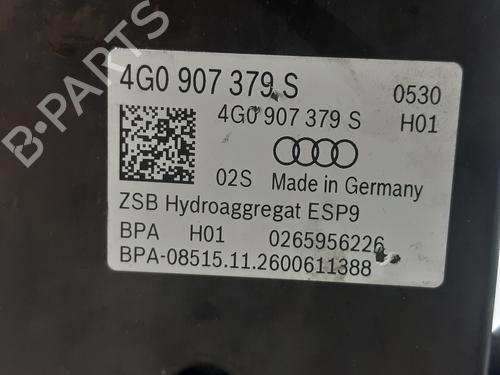 B-PARTS
4G0 907 379 S 0530
4G0 907 379 S H01
02S Made in Germany
ZSB Hydroaggregat ESP9
BPA H01 0265956226
BPA-08515.11.2600611388